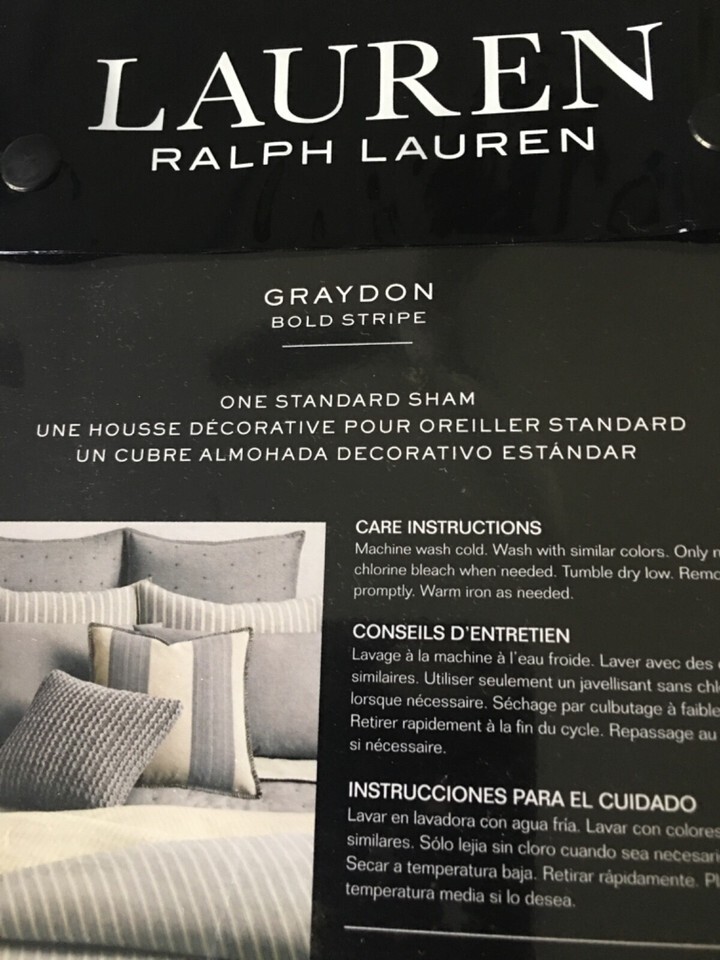 LAUREN
RALPH LAUREN
GRAYDON
BOLD STRIPE
ONE STANDARD SHAM
UNE HOUSSE DÉCORATIVE POUR OREILLER STANDARD
UN CUBRE ALMOHADA DECORATIVO ESTÁNDAR
CARE INSTRUCTIONS
Machine wash cold. Wash with similar colors. Only
chlorine bleach when needed. Tumble dry low.
promptly. Warm iron as needed.
CONSEILS D'ENTRETIEN
Lavage à la machine à l'eau froide. Laver avec des
similaires. Utiliser seulement un javellisant sans
lorsque nécessaire. Séchage par culbutage à faible
Retirer rapidement à la fin du cycle. Repassage au
si nécessaire.
INSTRUCCIONES PARA EL CUIDADO
Lavar en lavadora con agua fría. Lavar con colores
similares. Sólo lejia sin cloro cuando sea
Secar a temperatura baja. Retirar rápidamente.
temperatura media si lo desea.